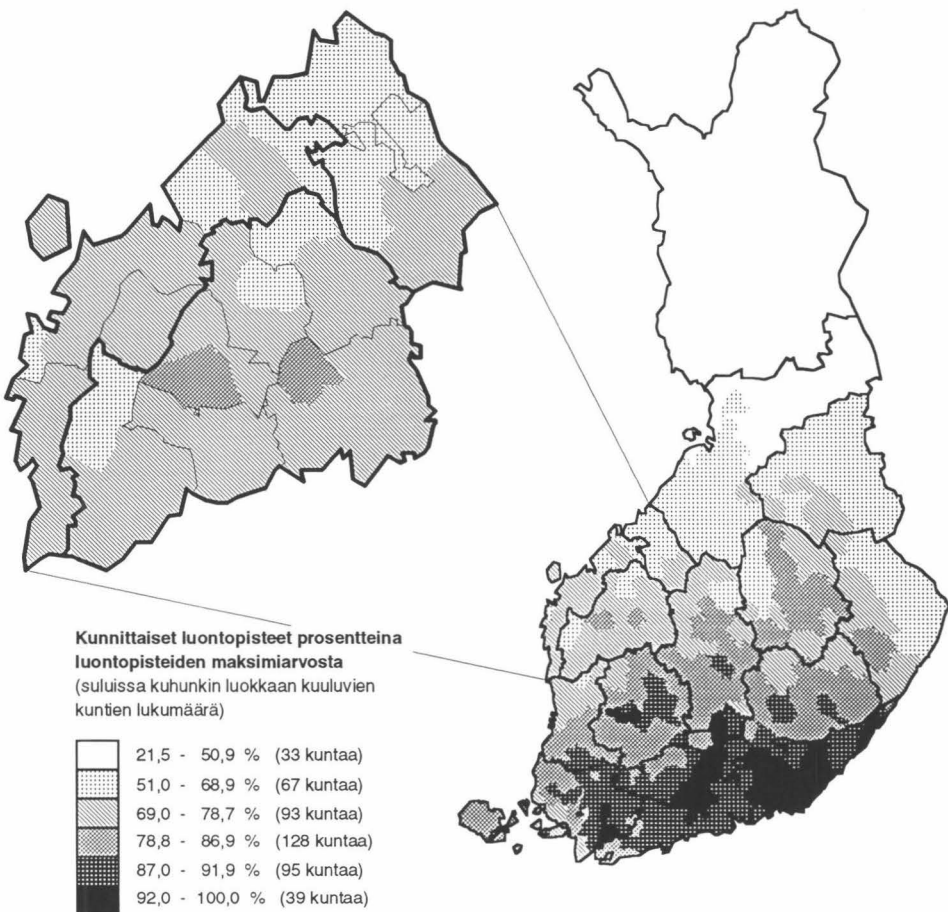 Kunnittaiset luontopisteet prosentteina
luontopisteiden maksimiarvosta
(suluissa kuhunkin luokkaan kuuluvien
kuntien lukumäärä)
21,5 - 50,9 % (33 kuntaa)
51,0 - 68,9 % (67 kuntaa)
69,0 - 78,7 % (93 kuntaa)
78,8 - 86,9 % (128 kuntaa)
87,0 - 91,9 % (95 kuntaa)
92,0 - 100,0 % (39 kuntaa)